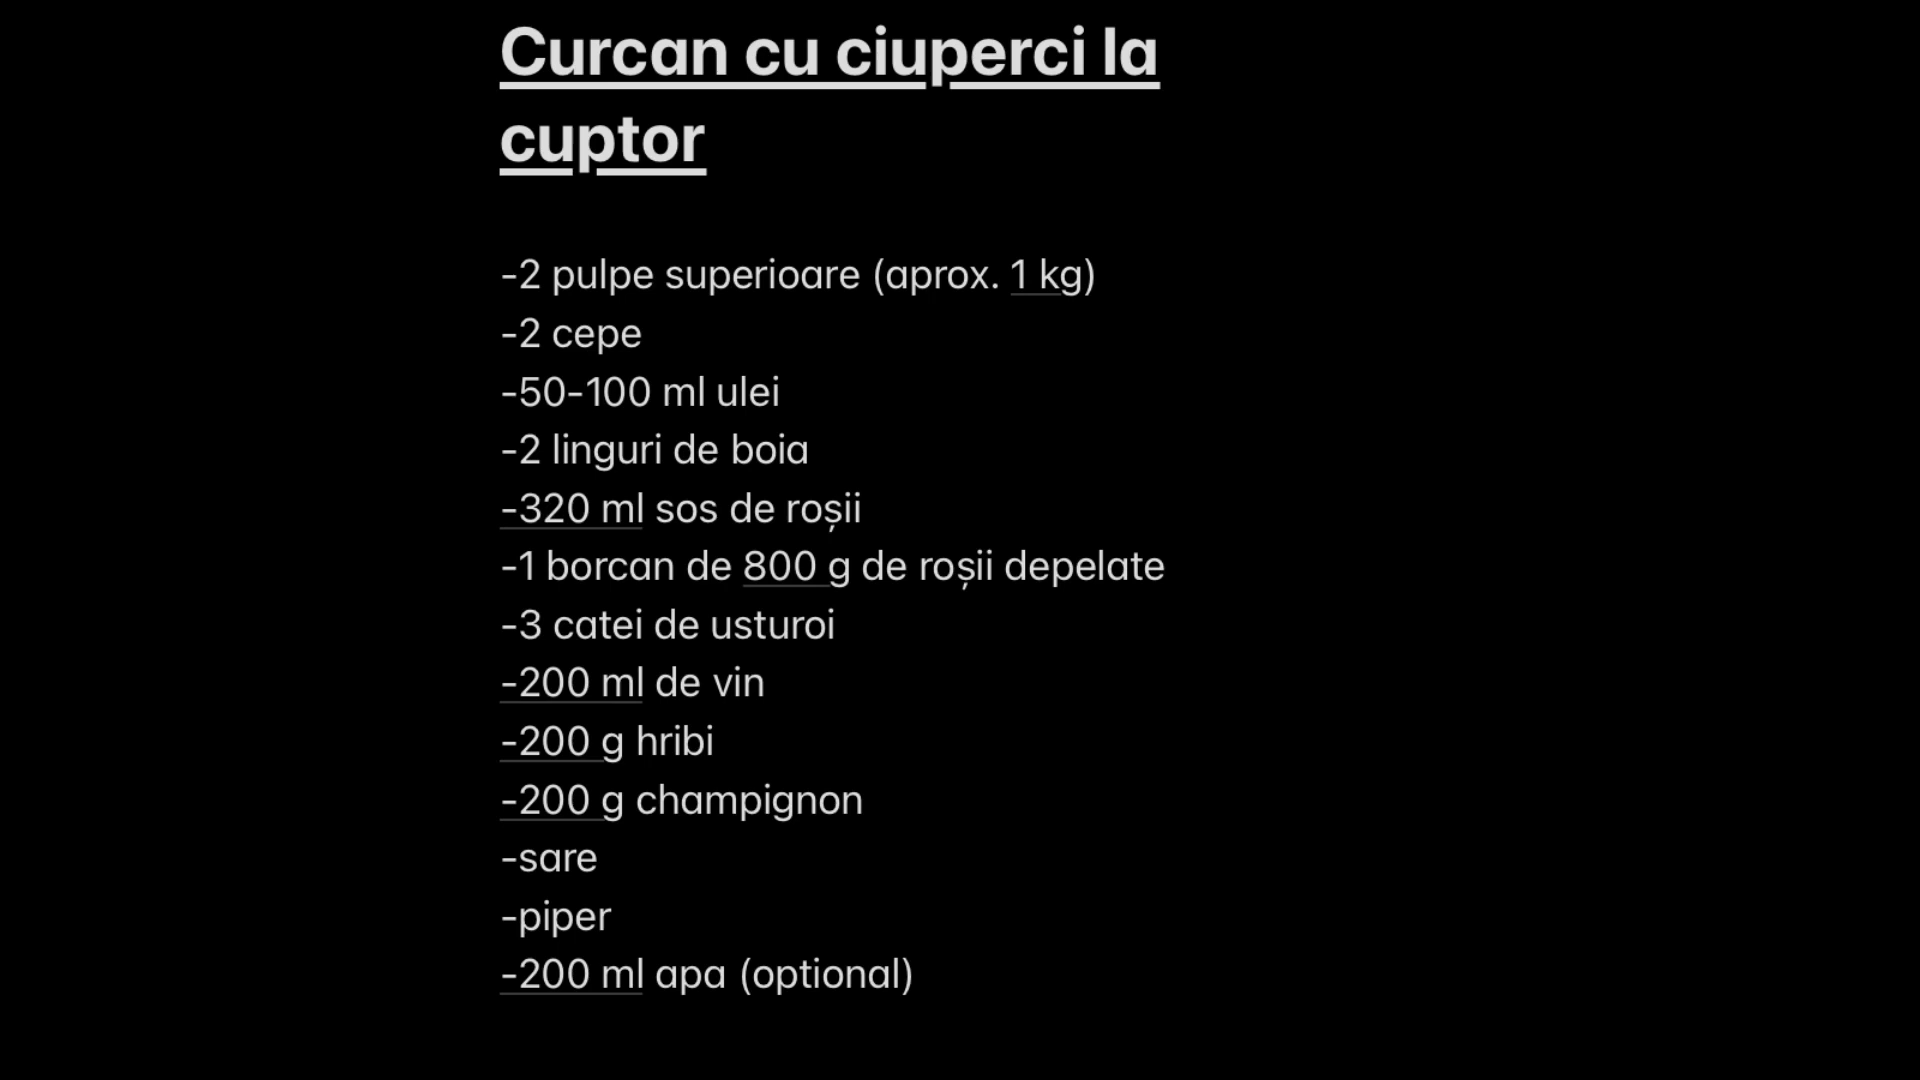 Curcan cu ciuperci la
cuptor
-2 pulpe superioare (aprox. 1 kg)
-2 cepe
-50-100 ml ulei
-2 linguri de boia
-320 ml sos de roșii
-1 borcan de 800 g de roșii depelate
-3 catei de usturoi
-200 ml de vin
-200 g hribi
-200 g champignon
-sare
-piper
-200 ml apa (optional)